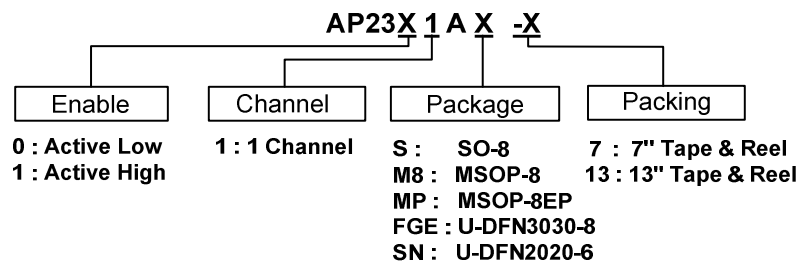 AP23X 1 A X -X
Enable Channel Package Packing
0 : Active Low 1 : 1 Channel S : SO-8 7 : 7" Tape & Reel
1 : Active High M8 : MSOP-8 13 : 13" Tape & Reel
MP : MSOP-8EP
FGE : U-DFN3030-8
SN : U-DFN2020-6